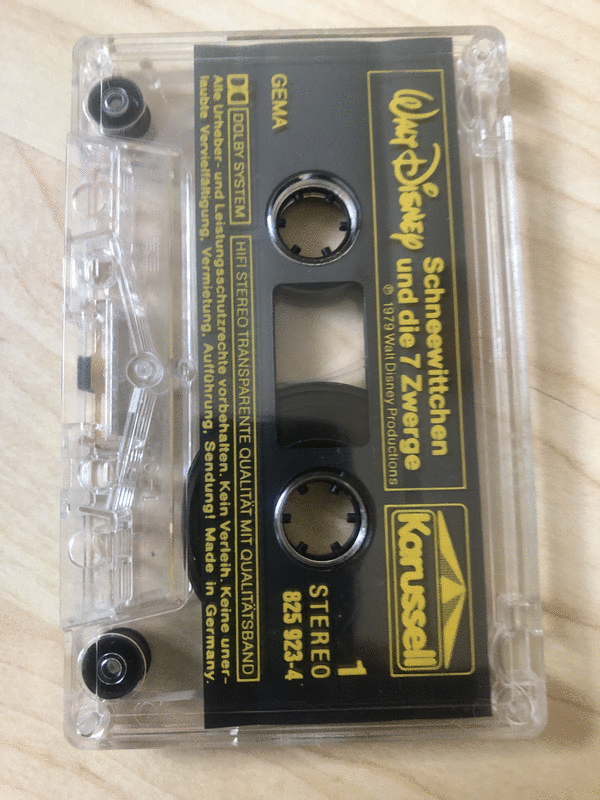 Walt Disney
Schneewittchen
und die 7 Zwerge
℗ 1979 Walt Disney Productions
Karussell
GEMA
1
STEREO
825 923-4
DOLBY SYSTEM
HIFI STEREO TRANSPARENTE QUALITÄT MIT QUALITÄTSBAND
Alle Urheber- und Leistungsschutzrechte vorbehalten. Kein Verleih. Keine uner-
laubte Vervielfältigung, Vermietung, Aufführung, Sendung! Made in Germany.